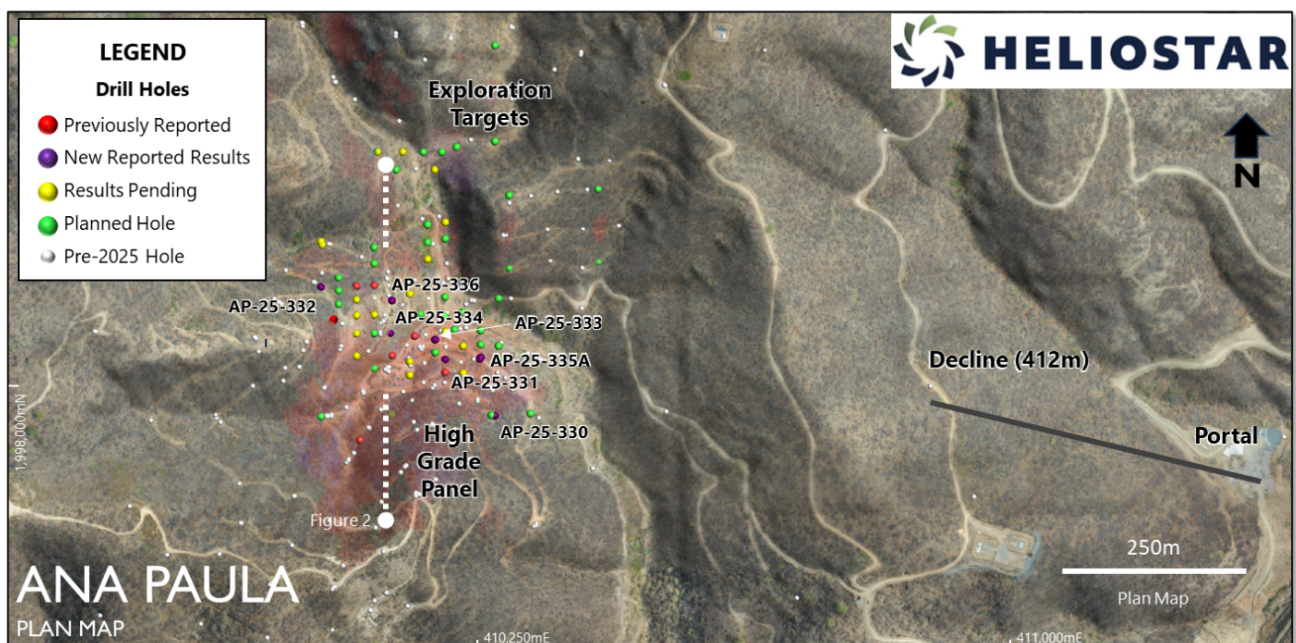 LEGEND
Drill Holes
Previously Reported
New Reported Results
Results Pending
Planned Hole
Pre-2025 Hole
HELIOSTAR
N
Exploration
Targets
AP-25-336
AP-25-332
AP-25-334
AP-25-333
AP-25-335A
AP-25-331
AP-25-330
High
Grade
Panel
Decline (412m)
Portal
1,998,000mN
Figure 2
250m
Plan Map
ANA PAULA
PLAN MAP
410,250mE
411,000mE